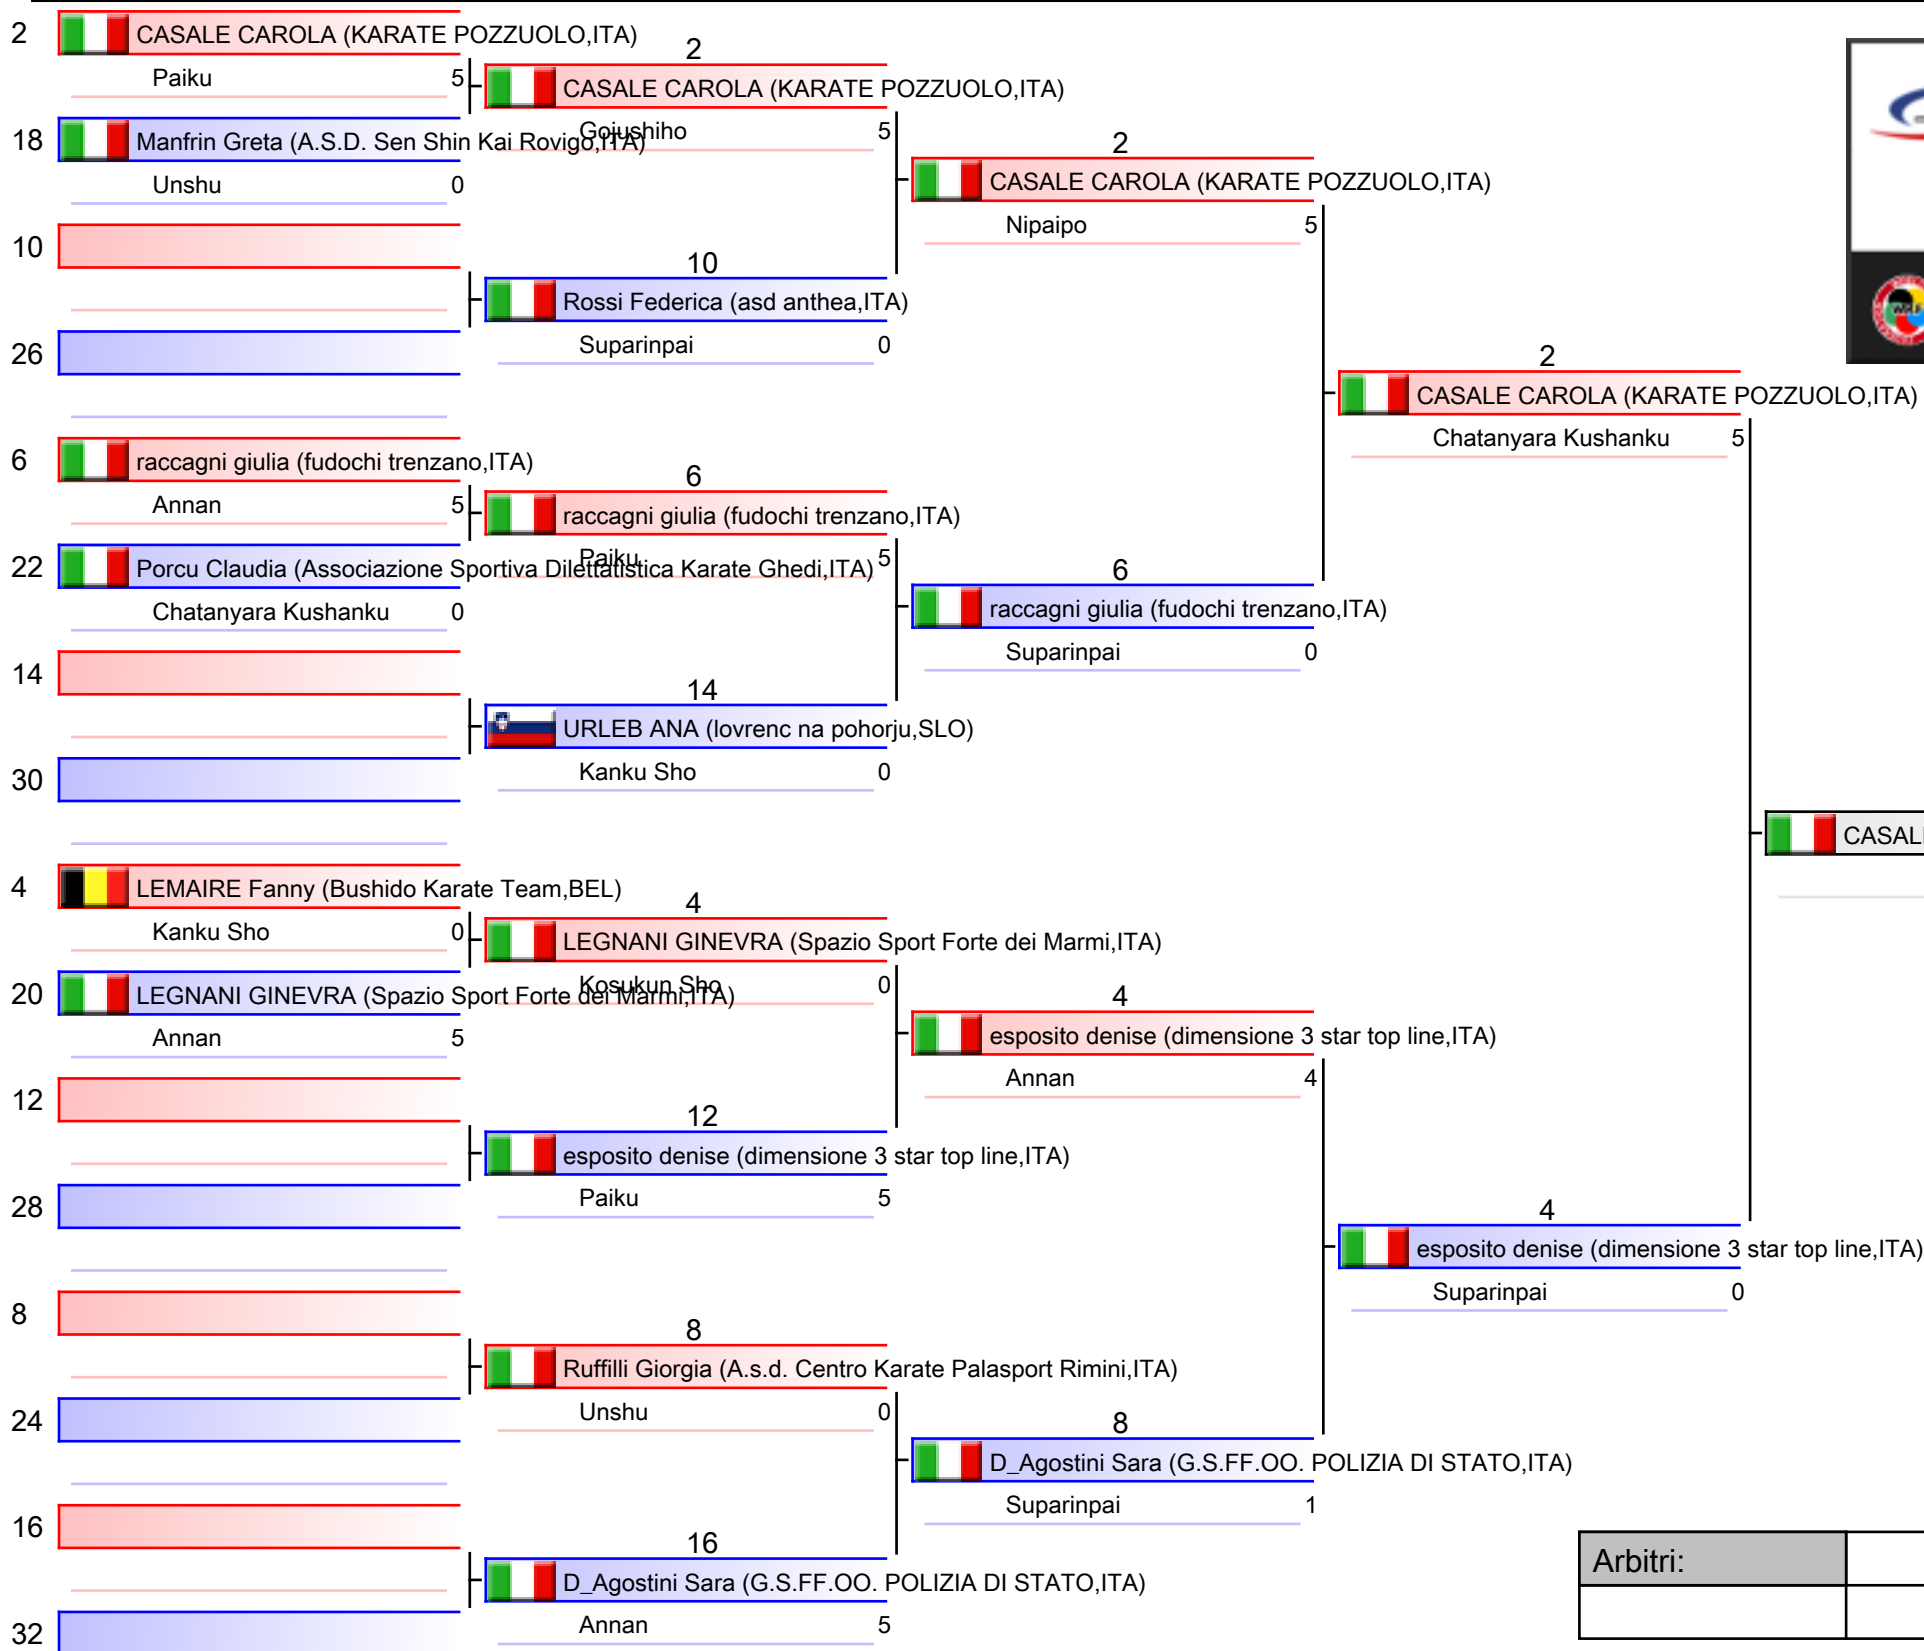 2
CASALE CAROLA (KARATE POZZUOLO,ITA)
Paiku 5
18
Manfrin Greta (A.S.D. Sen Shin Kai Rovigo,ITA)
Unshu 0
10
26
6
raccagni giulia (fudochi trenzano,ITA)
Annan 5
22
Porcu Claudia (Associazione Sportiva Dilettatistica Karate Ghedi,ITA)
Chatanyara Kushanku 0
14
30
4
LEMAIRE Fanny (Bushido Karate Team,BEL)
Kanku Sho 0
20
LEGNANI GINEVRA (Spazio Sport Forte dei Marmi,ITA)
Annan 5
12
28
8
24
16
32
2
CASALE CAROLA (KARATE POZZUOLO,ITA)
Gojushiho 5
10
Rossi Federica (asd anthea,ITA)
Suparinpai 0
6
raccagni giulia (fudochi trenzano,ITA)
Paiku 5
14
URLEB ANA (lovrenc na pohorju,SLO)
Kanku Sho 0
4
LEGNANI GINEVRA (Spazio Sport Forte dei Marmi,ITA)
Kosukun Sho 0
12
esposito denise (dimensione 3 star top line,ITA)
Paiku 5
8
Ruffilli Giorgia (A.s.d. Centro Karate Palasport Rimini,ITA)
Unshu 0
16
D_Agostini Sara (G.S.FF.OO. POLIZIA DI STATO,ITA)
Annan 5
2
CASALE CAROLA (KARATE POZZUOLO,ITA)
Nipaipo 5
6
raccagni giulia (fudochi trenzano,ITA)
Suparinpai 0
4
esposito denise (dimensione 3 star top line,ITA)
Annan 4
8
D_Agostini Sara (G.S.FF.OO. POLIZIA DI STATO,ITA)
Suparinpai 1
2
CASALE CAROLA (KARATE POZZUOLO,ITA)
Chatanyara Kushanku 5
4
esposito denise (dimensione 3 star top line,ITA)
Suparinpai 0
Arbitri: